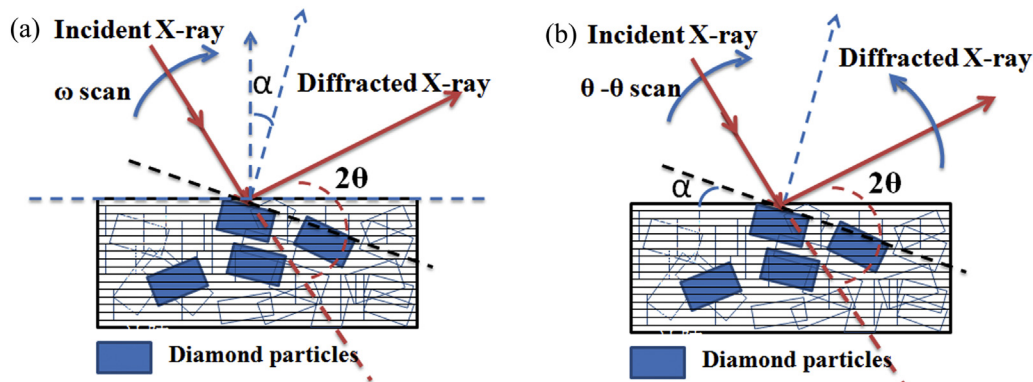 (a)
Incident X-ray
ω scan
α
Diffracted X-ray
2θ
Diamond particles
(b)
Incident X-ray
θ -θ scan
Diffracted X-ray
α
2θ
Diamond particles